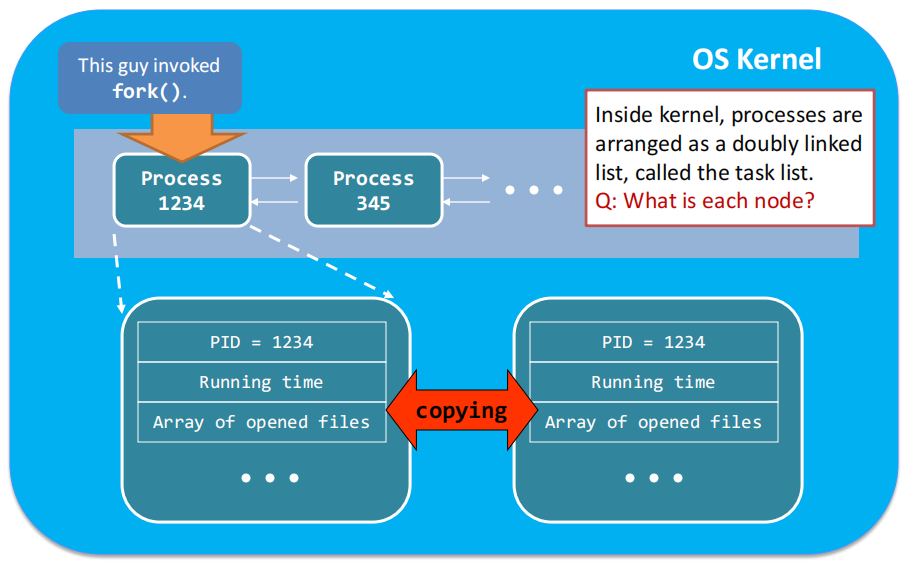 OS Kernel
This guy invoked
fork().
Inside kernel, processes are
arranged as a doubly linked
list, called the task list.
Q: What is each node?
Process
1234
Process
345
PID = 1234
Running time
Array of opened files
copying
PID = 1234
Running time
Array of opened files